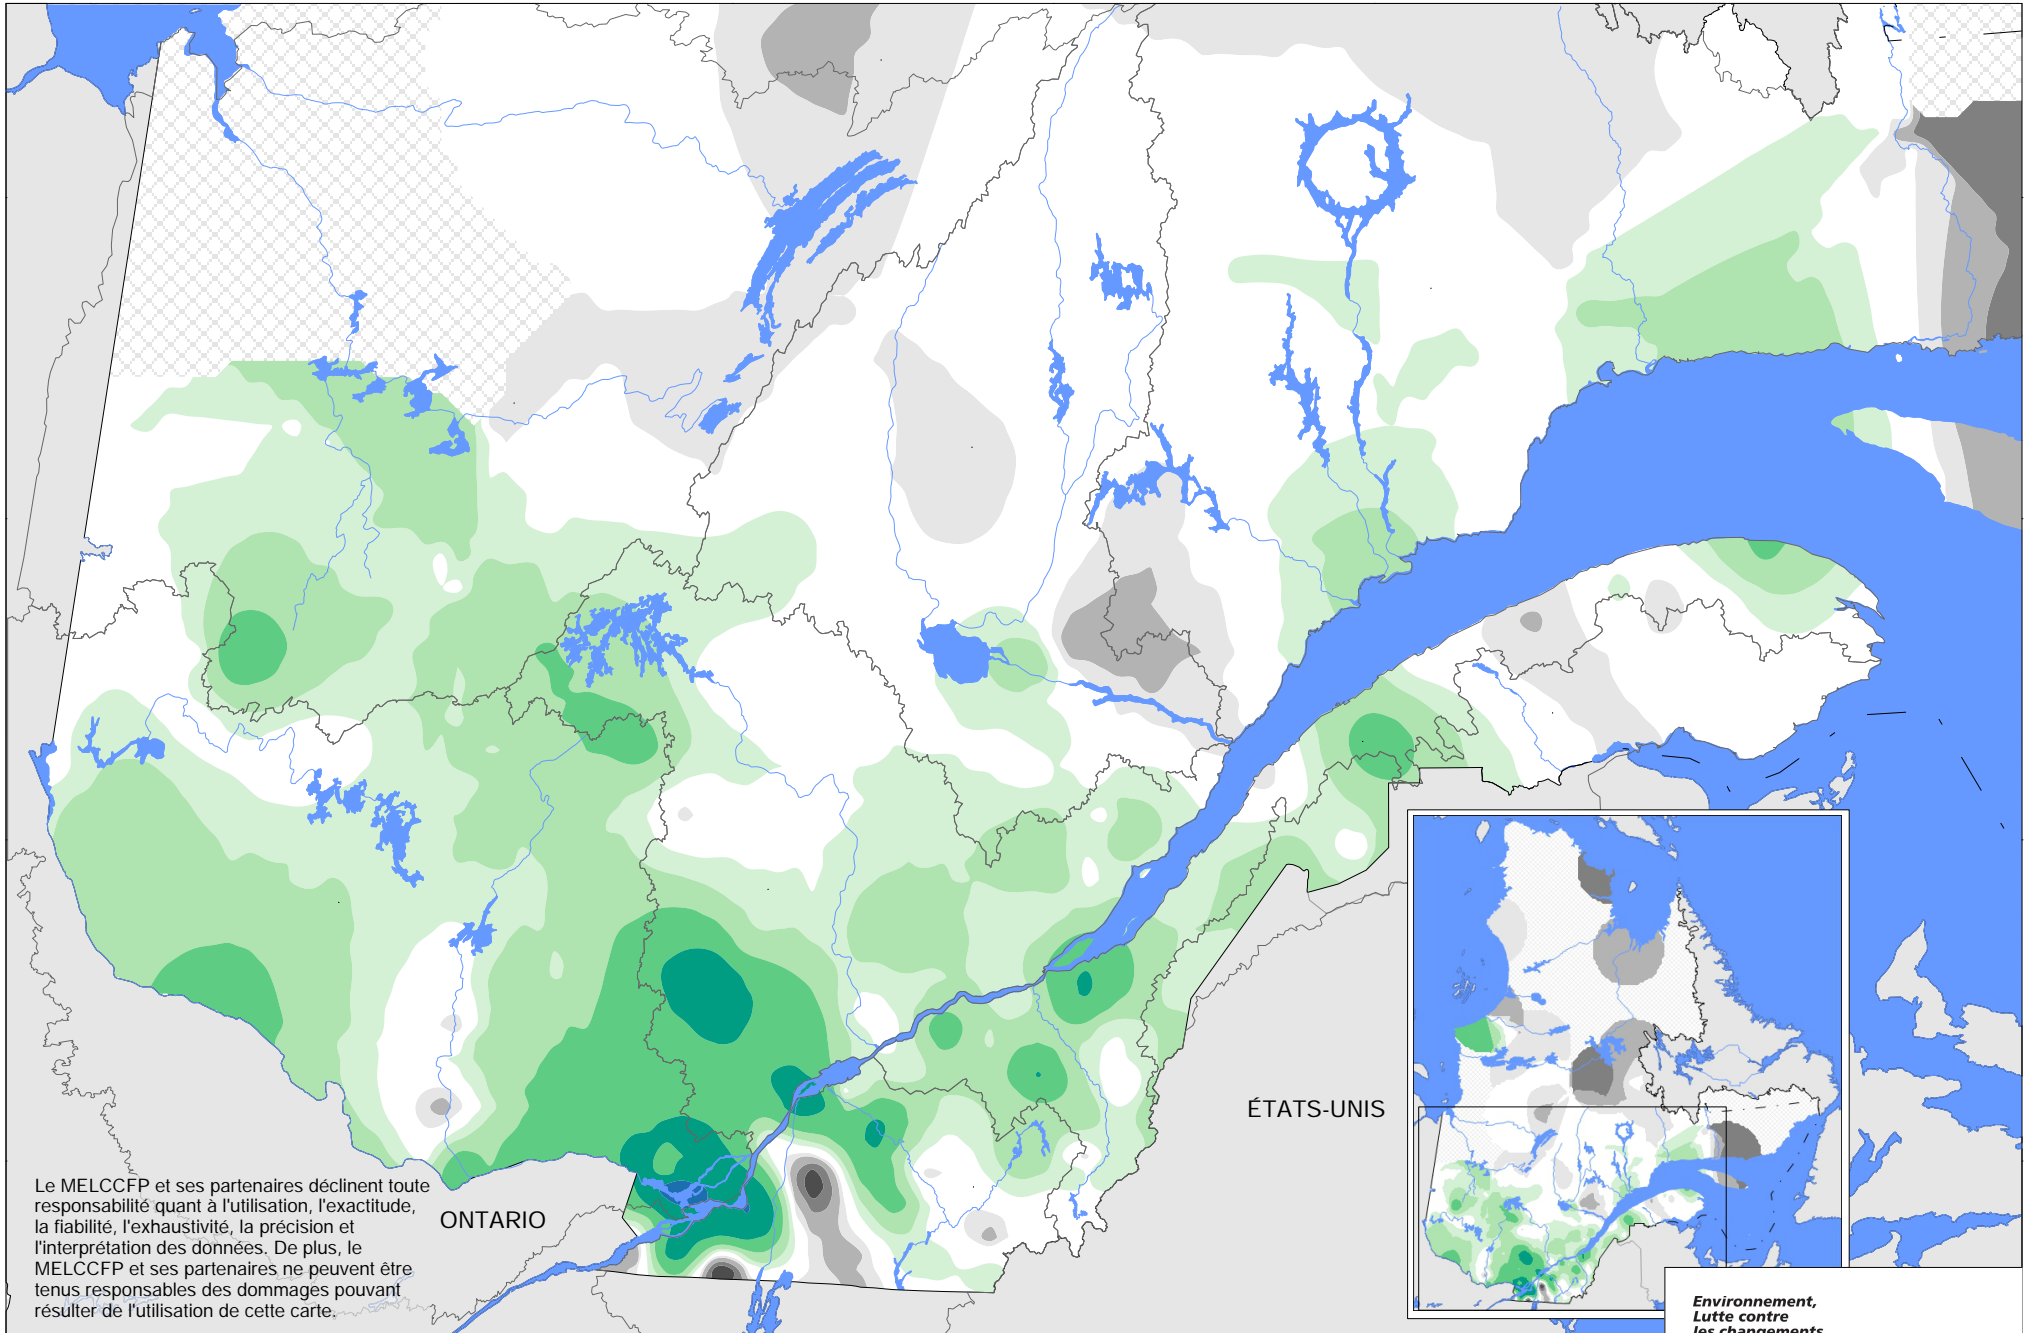 ÉTATS-UNIS
Le MELCCFP et ses partenaires déclinent toute
responsabilité quant à l'utilisation, l'exactitude,
la fiabilité, l'exhaustivité, la précision et
l'interprétation des données. De plus, le
MELCCFP et ses partenaires ne peuvent être
tenus responsables des dommages pouvant
résulter de l'utilisation de cette carte.
ONTARIO
Environnement,
Lutte contre
les changements